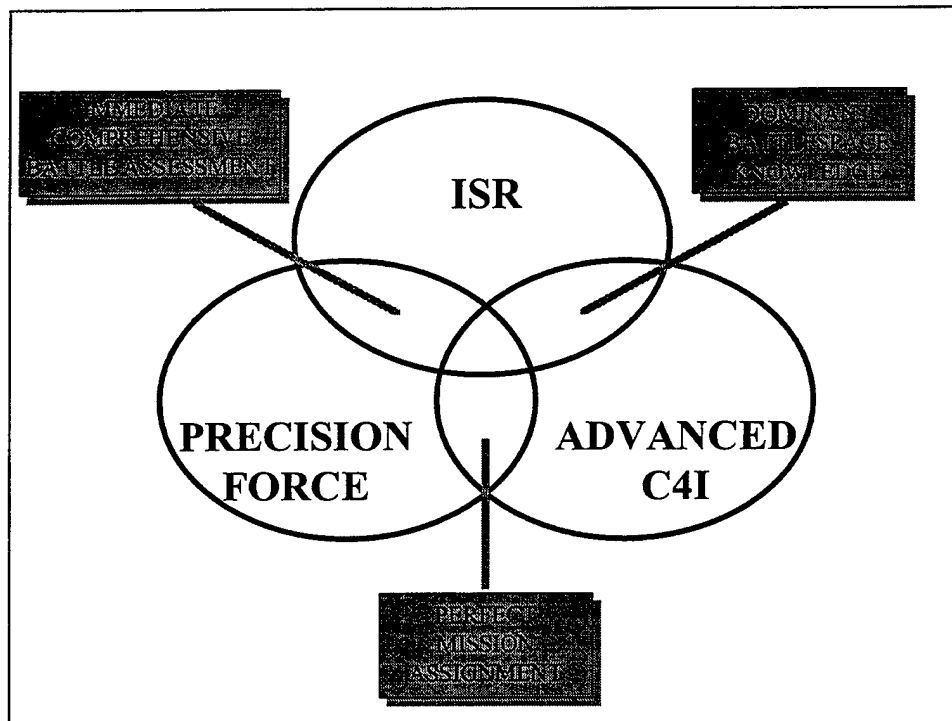 IMMEDIATE
COMPREHENSIVE
BATTLE ASSESSMENT
DOMINANT
BATTLESPACE
KNOWLEDGE
ISR
PRECISION
FORCE
ADVANCED
C4I
PERFECT
MISSION
ASSIGNMENT